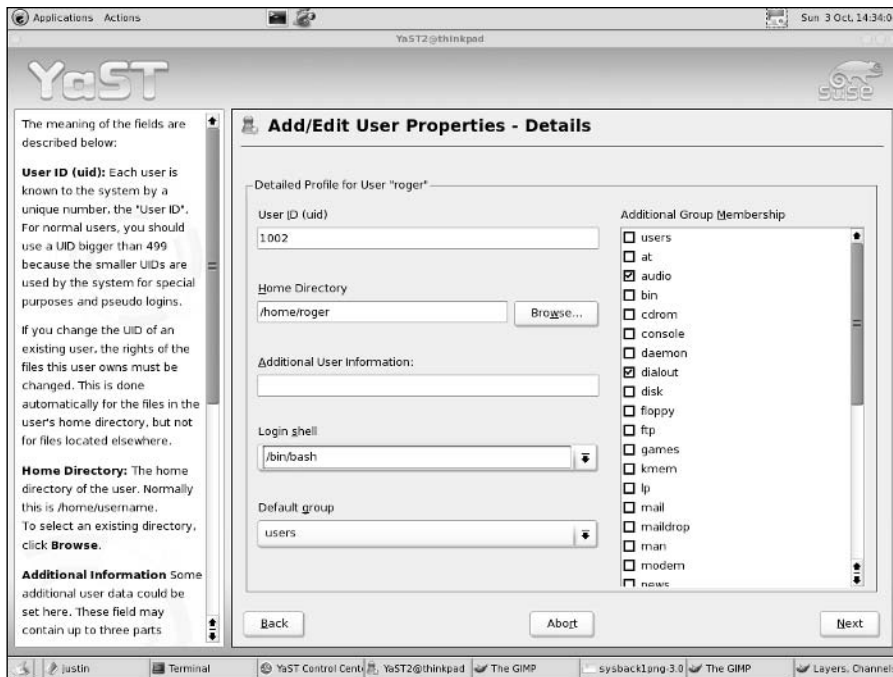 Applications Actions
Sun 3 Oct, 14:34:0
YaST2@thinkpad
YaST
SUSE
The meaning of the fields are
described below:
User ID (uid): Each user is
known to the system by a
unique number, the "User ID".
For normal users, you should
use a UID bigger than 499
because the smaller UIDs are
used by the system for special
purposes and pseudo logins.
If you change the UID of an
existing user, the rights of the
files this user owns must be
changed. This is done
automatically for the files in the
user's home directory, but not
for files located elsewhere.
Home Directory: The home
directory of the user. Normally
this is /home/username.
To select an existing directory,
click Browse.
Additional Information Some
additional user data could be
set here. These field may
contain up to three parts
Add/Edit User Properties - Details
Detailed Profile for User "roger"
User ID (uid)
1002
Home Directory
/home/roger
Browse...
Additional User Information:
Login shell
/bin/bash
Default group
users
Additional Group Membership
users
at
audio
bin
cdrom
console
daemon
dialout
disk
floppy
ftp
games
kmem
lp
mail
maildrop
man
modem
news
Back
Abort
Next
justin
Terminal
YaST Control Cent
YaST2@thinkpad
The GIMP
sysback1png-3.0
The GIMP
Layers, Channel